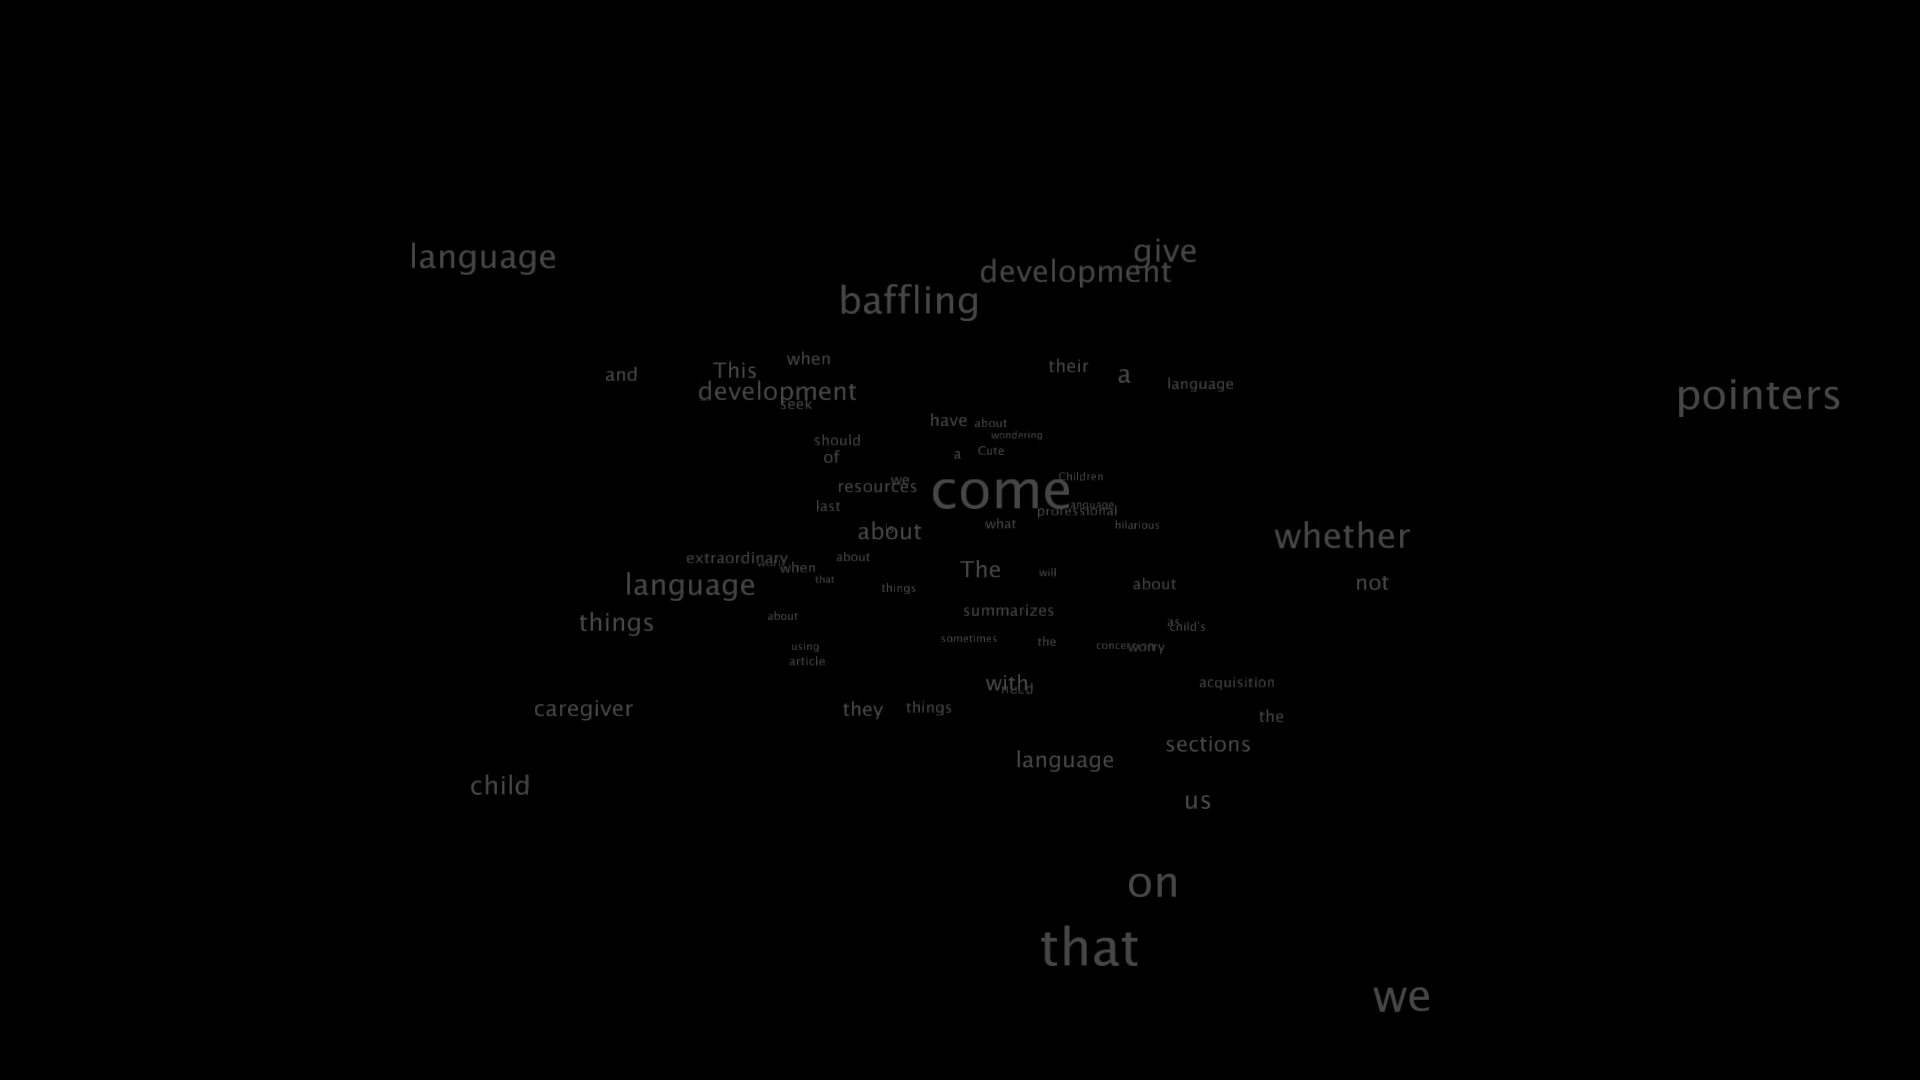 give
language
development
baffling
when
their
This
and
a
language
development
pointers
seek
have
about
wondering
should
a
Cute
of
Children
we
resources
come
last
language
professional
what
hilarious
about
is
whether
extraordinary
about
when
The
will
that
not
language
things
about
summarizes
about
things
as
child's
sometimes
the
using
concerning
worry
article
with
need
acquisition
caregiver
they
things
the
sections
language
child
us
on
that
we